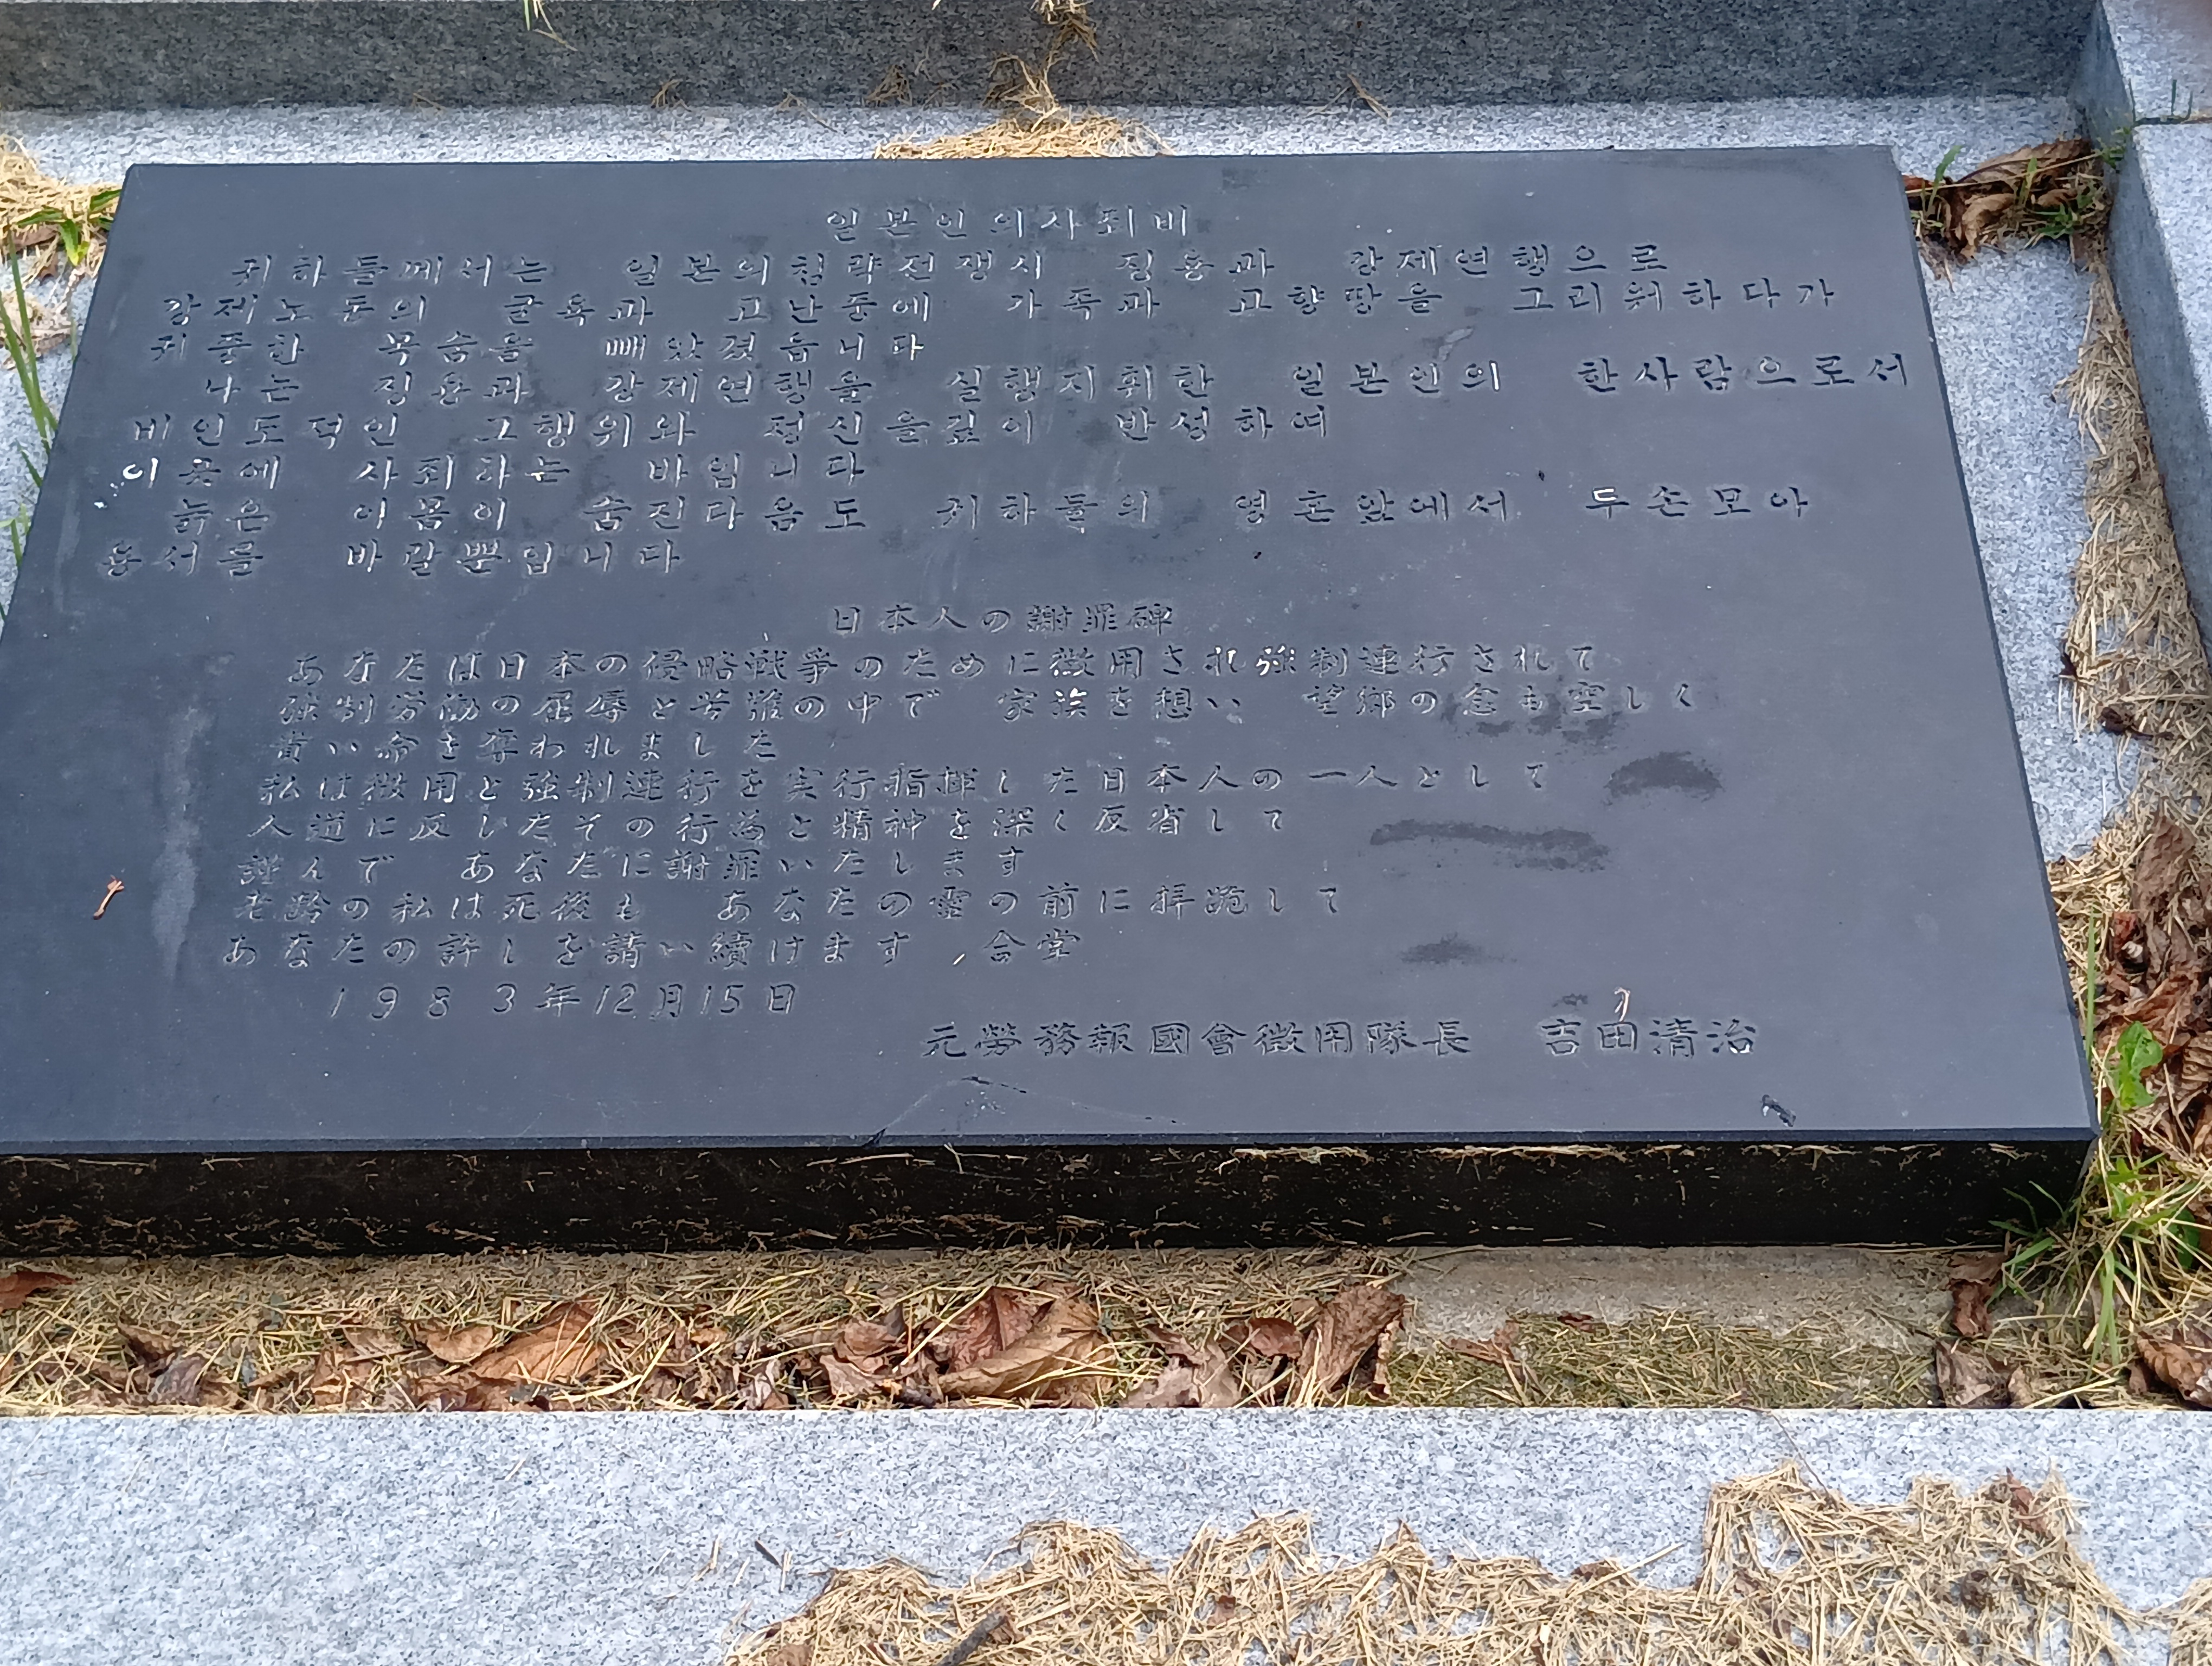 일본인의사죄비
귀하들께서는 일본의침략전쟁시 징용과 강제연행으로
강제노동의 굴욕과 고난중에 가족과 고향땅을 그리워하다가
귀중한 목숨을 빼았겼읍니다
나는 징용과 강제연행을 실행지휘한 일본인의 한사람으로서
비인도덕인 그행위와 정신을깊이 반성하여
이곳에 사죄하는 바입니다
늙은 이몸이 숨진다음도 귀하들의 영혼앞에서 두손모아
용서를 바랄뿐입니다
日本人の謝罪碑
あなたは日本の侵略戦争のために徴用され強制連行されて
強制労働の屈辱と苦難の中で 家族を想い 望郷の念も空しく
貴い命を奪われました
私は徴用と強制連行を実行指揮した日本人の一人として
人道に反したその行為と精神を深く反省して
謹んで あなたに謝罪いたします
老齢の私は死後も あなたの霊の前に拝跪して
あなたの許しを請い続けます 合掌
1983年12月15日
元勞務報國會徴用隊長 吉田清治